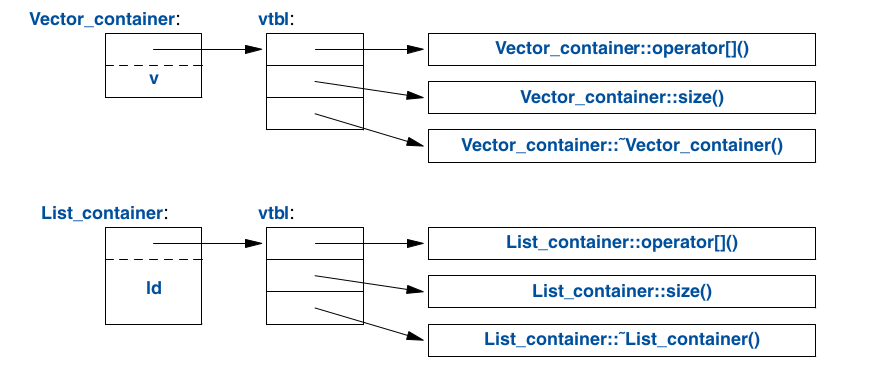 Vector_container: vtbl:
Vector_container::operator[]()
v
Vector_container::size()
Vector_container::˜Vector_container()
List_container: vtbl:
List_container::operator[]()
ld
List_container::size()
List_container::˜List_container()